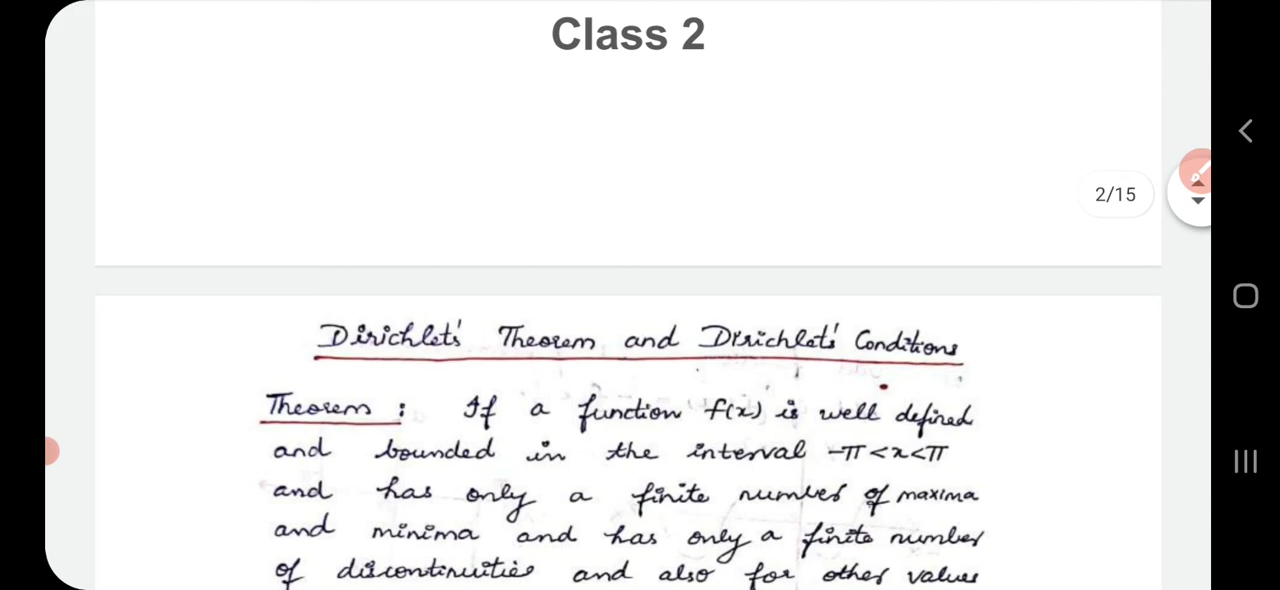 Class 2
2/15
Dirichlet's Theorem and Dirichlet's Conditions
Theorem : If a function f(x) is well defined
and bounded in the interval -π<x<π
and has only a finite number of maxima
and minima and has only a finite number
of discontinuities and also for other values